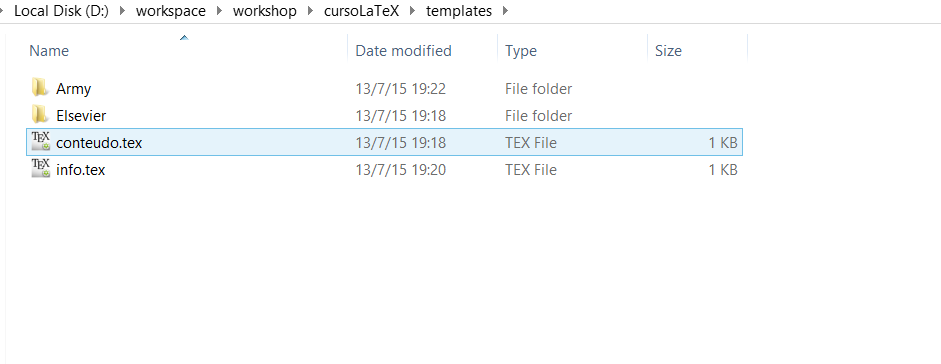 Local Disk (D:) workspace workshop cursoLaTeX templates
Name Date modified Type Size
Army 13/7/15 19:22 File folder
Elsevier 13/7/15 19:18 File folder
TEX conteudo.tex 13/7/15 19:18 TEX File 1 KB
TEX info.tex 13/7/15 19:20 TEX File 1 KB